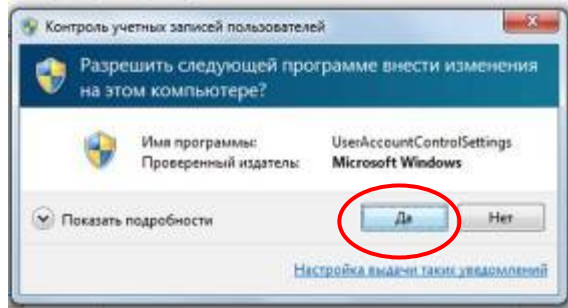 Контроль учетных записей пользователей
Разрешить следующей программе внести изменения
на этом компьютере?
Имя программы: UserAccountControlSettings
Проверенный издатель: Microsoft Windows
Показать подробности Да Нет
Настройка выдачи таких уведомлений